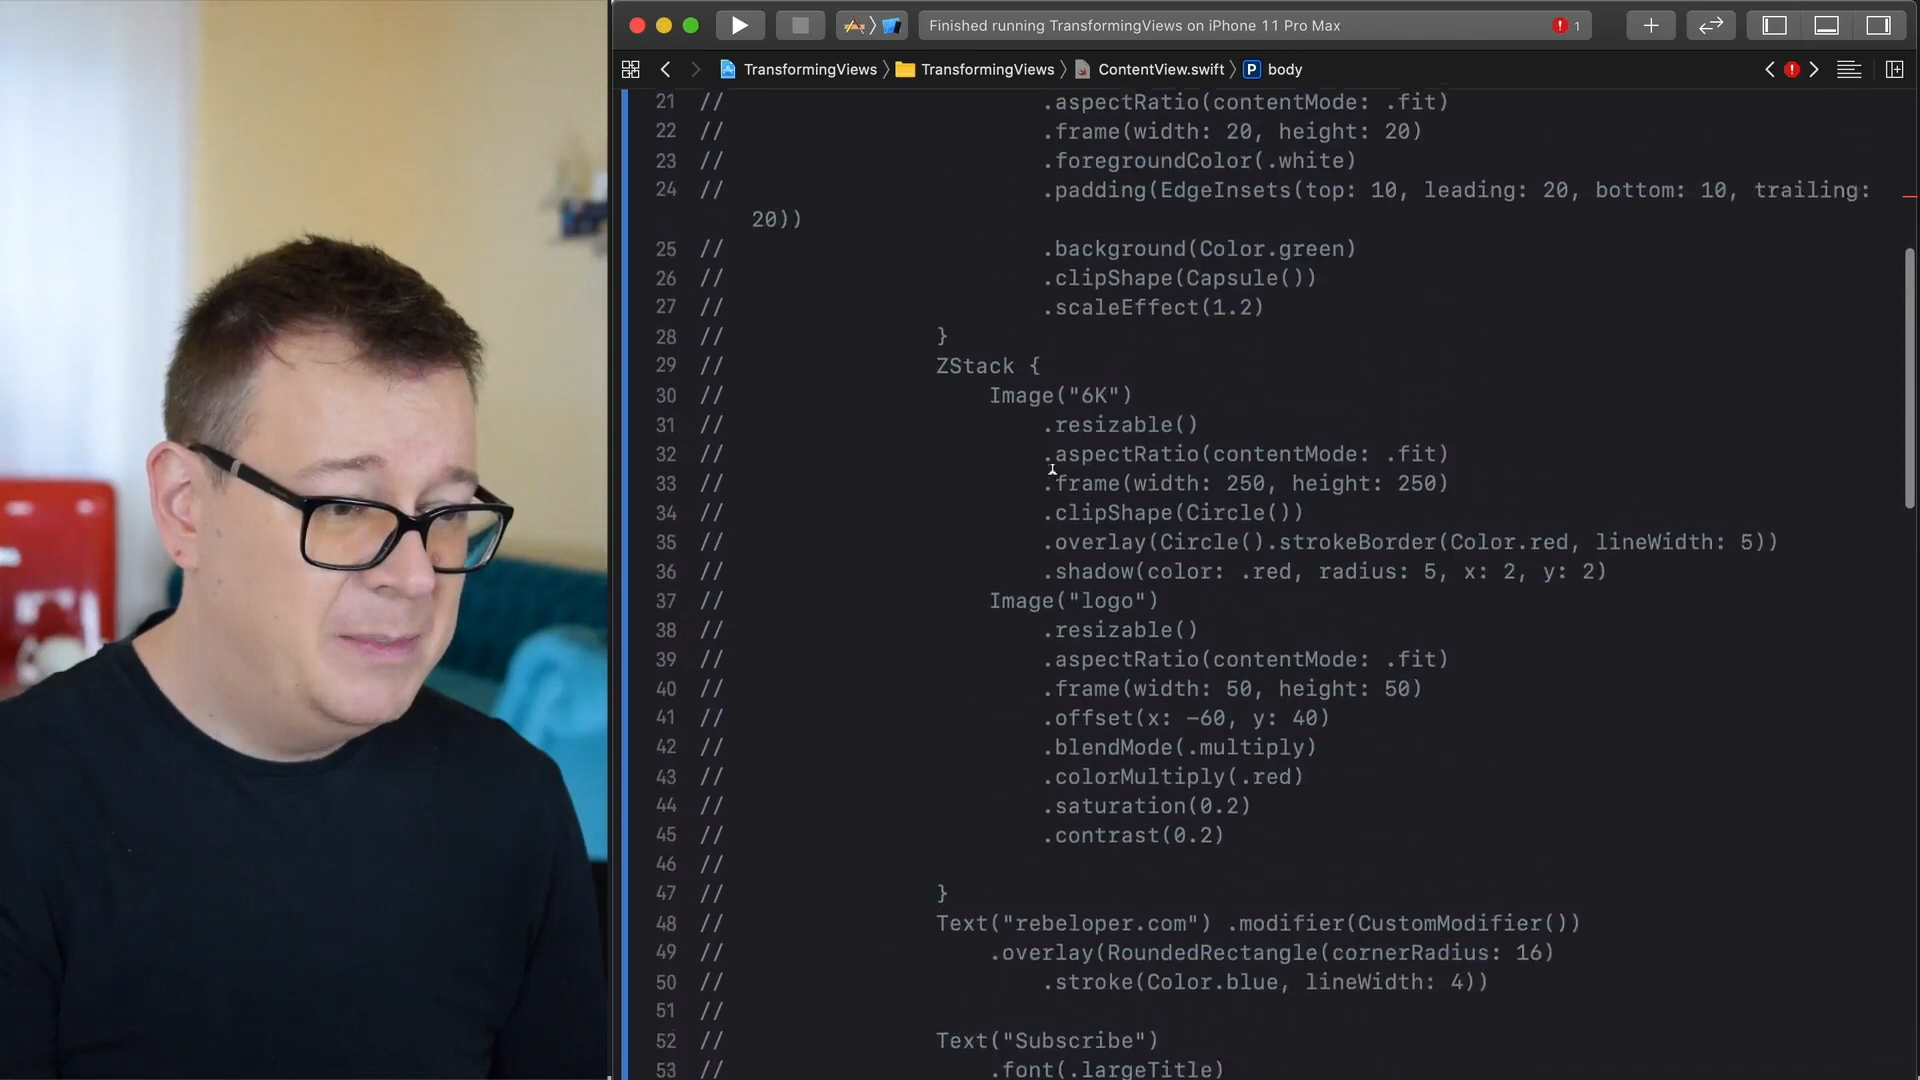 Finished running TransformingViews on iPhone 11 Pro Max 1
TransformingViews TransformingViews ContentView.swift P body
21 // .aspectRatio(contentMode: .fit)
22 // .frame(width: 20, height: 20)
23 // .foregroundColor(.white)
24 // .padding(EdgeInsets(top: 10, leading: 20, bottom: 10, trailing:
20))
25 // .background(Color.green)
26 // .clipShape(Capsule())
27 // .scaleEffect(1.2)
28 // }
29 // ZStack {
30 // Image("6K")
31 // .resizable()
32 // .aspectRatio(contentMode: .fit)
33 // .frame(width: 250, height: 250)
34 // .clipShape(Circle())
35 // .overlay(Circle().strokeBorder(Color.red, lineWidth: 5))
36 // .shadow(color: .red, radius: 5, x: 2, y: 2)
37 // Image("logo")
38 // .resizable()
39 // .aspectRatio(contentMode: .fit)
40 // .frame(width: 50, height: 50)
41 // .offset(x: -60, y: 40)
42 // .blendMode(.multiply)
43 // .colorMultiply(.red)
44 // .saturation(0.2)
45 // .contrast(0.2)
46 //
47 // }
48 // Text("rebeloper.com") .modifier(CustomModifier())
49 // .overlay(RoundedRectangle(cornerRadius: 16)
50 // .stroke(Color.blue, lineWidth: 4))
51 //
52 // Text("Subscribe")
53 // .font(.largeTitle)